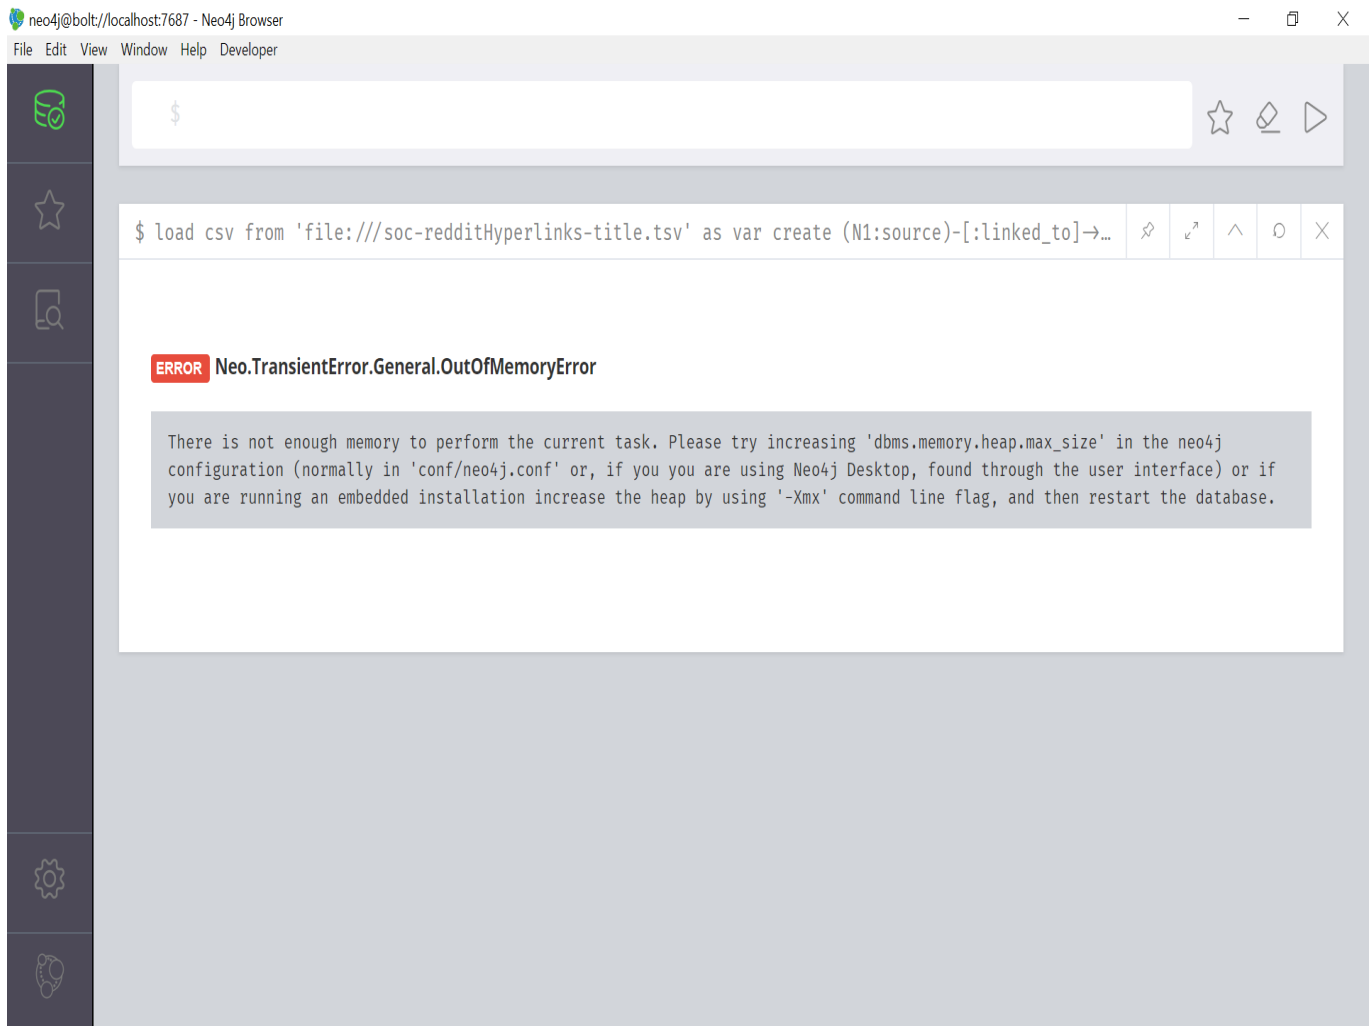 neo4j@bolt://localhost:7687 - Neo4j Browser
File Edit View Window Help Developer
$
$ load csv from 'file:///soc-redditHyperlinks-title.tsv' as var create (N1:source)-[:linked_to]->…
ERROR Neo.TransientError.General.OutOfMemoryError
There is not enough memory to perform the current task. Please try increasing 'dbms.memory.heap.max_size' in the neo4j
configuration (normally in 'conf/neo4j.conf' or, if you you are using Neo4j Desktop, found through the user interface) or if
you are running an embedded installation increase the heap by using '-Xmx' command line flag, and then restart the database.